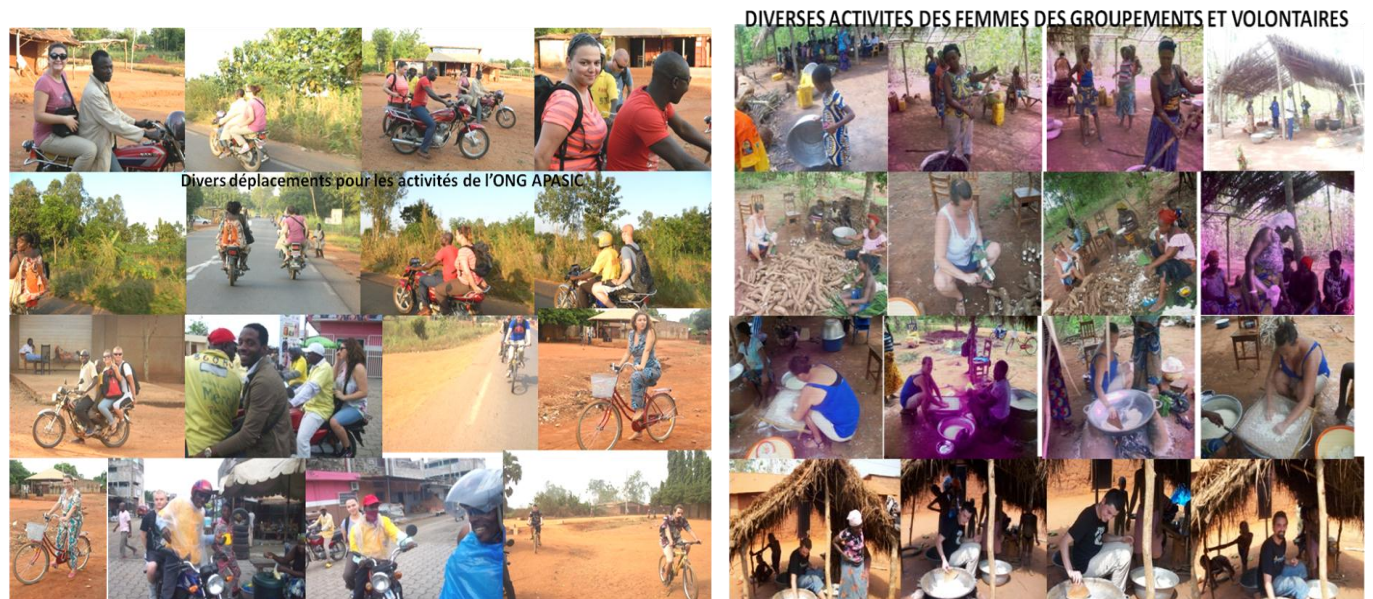 DIVERSES ACTIVITES DES FEMMES DES GROUPEMENTS ET VOLONTAIRES
Divers déplacements pour les activités de l'ONG APASIC